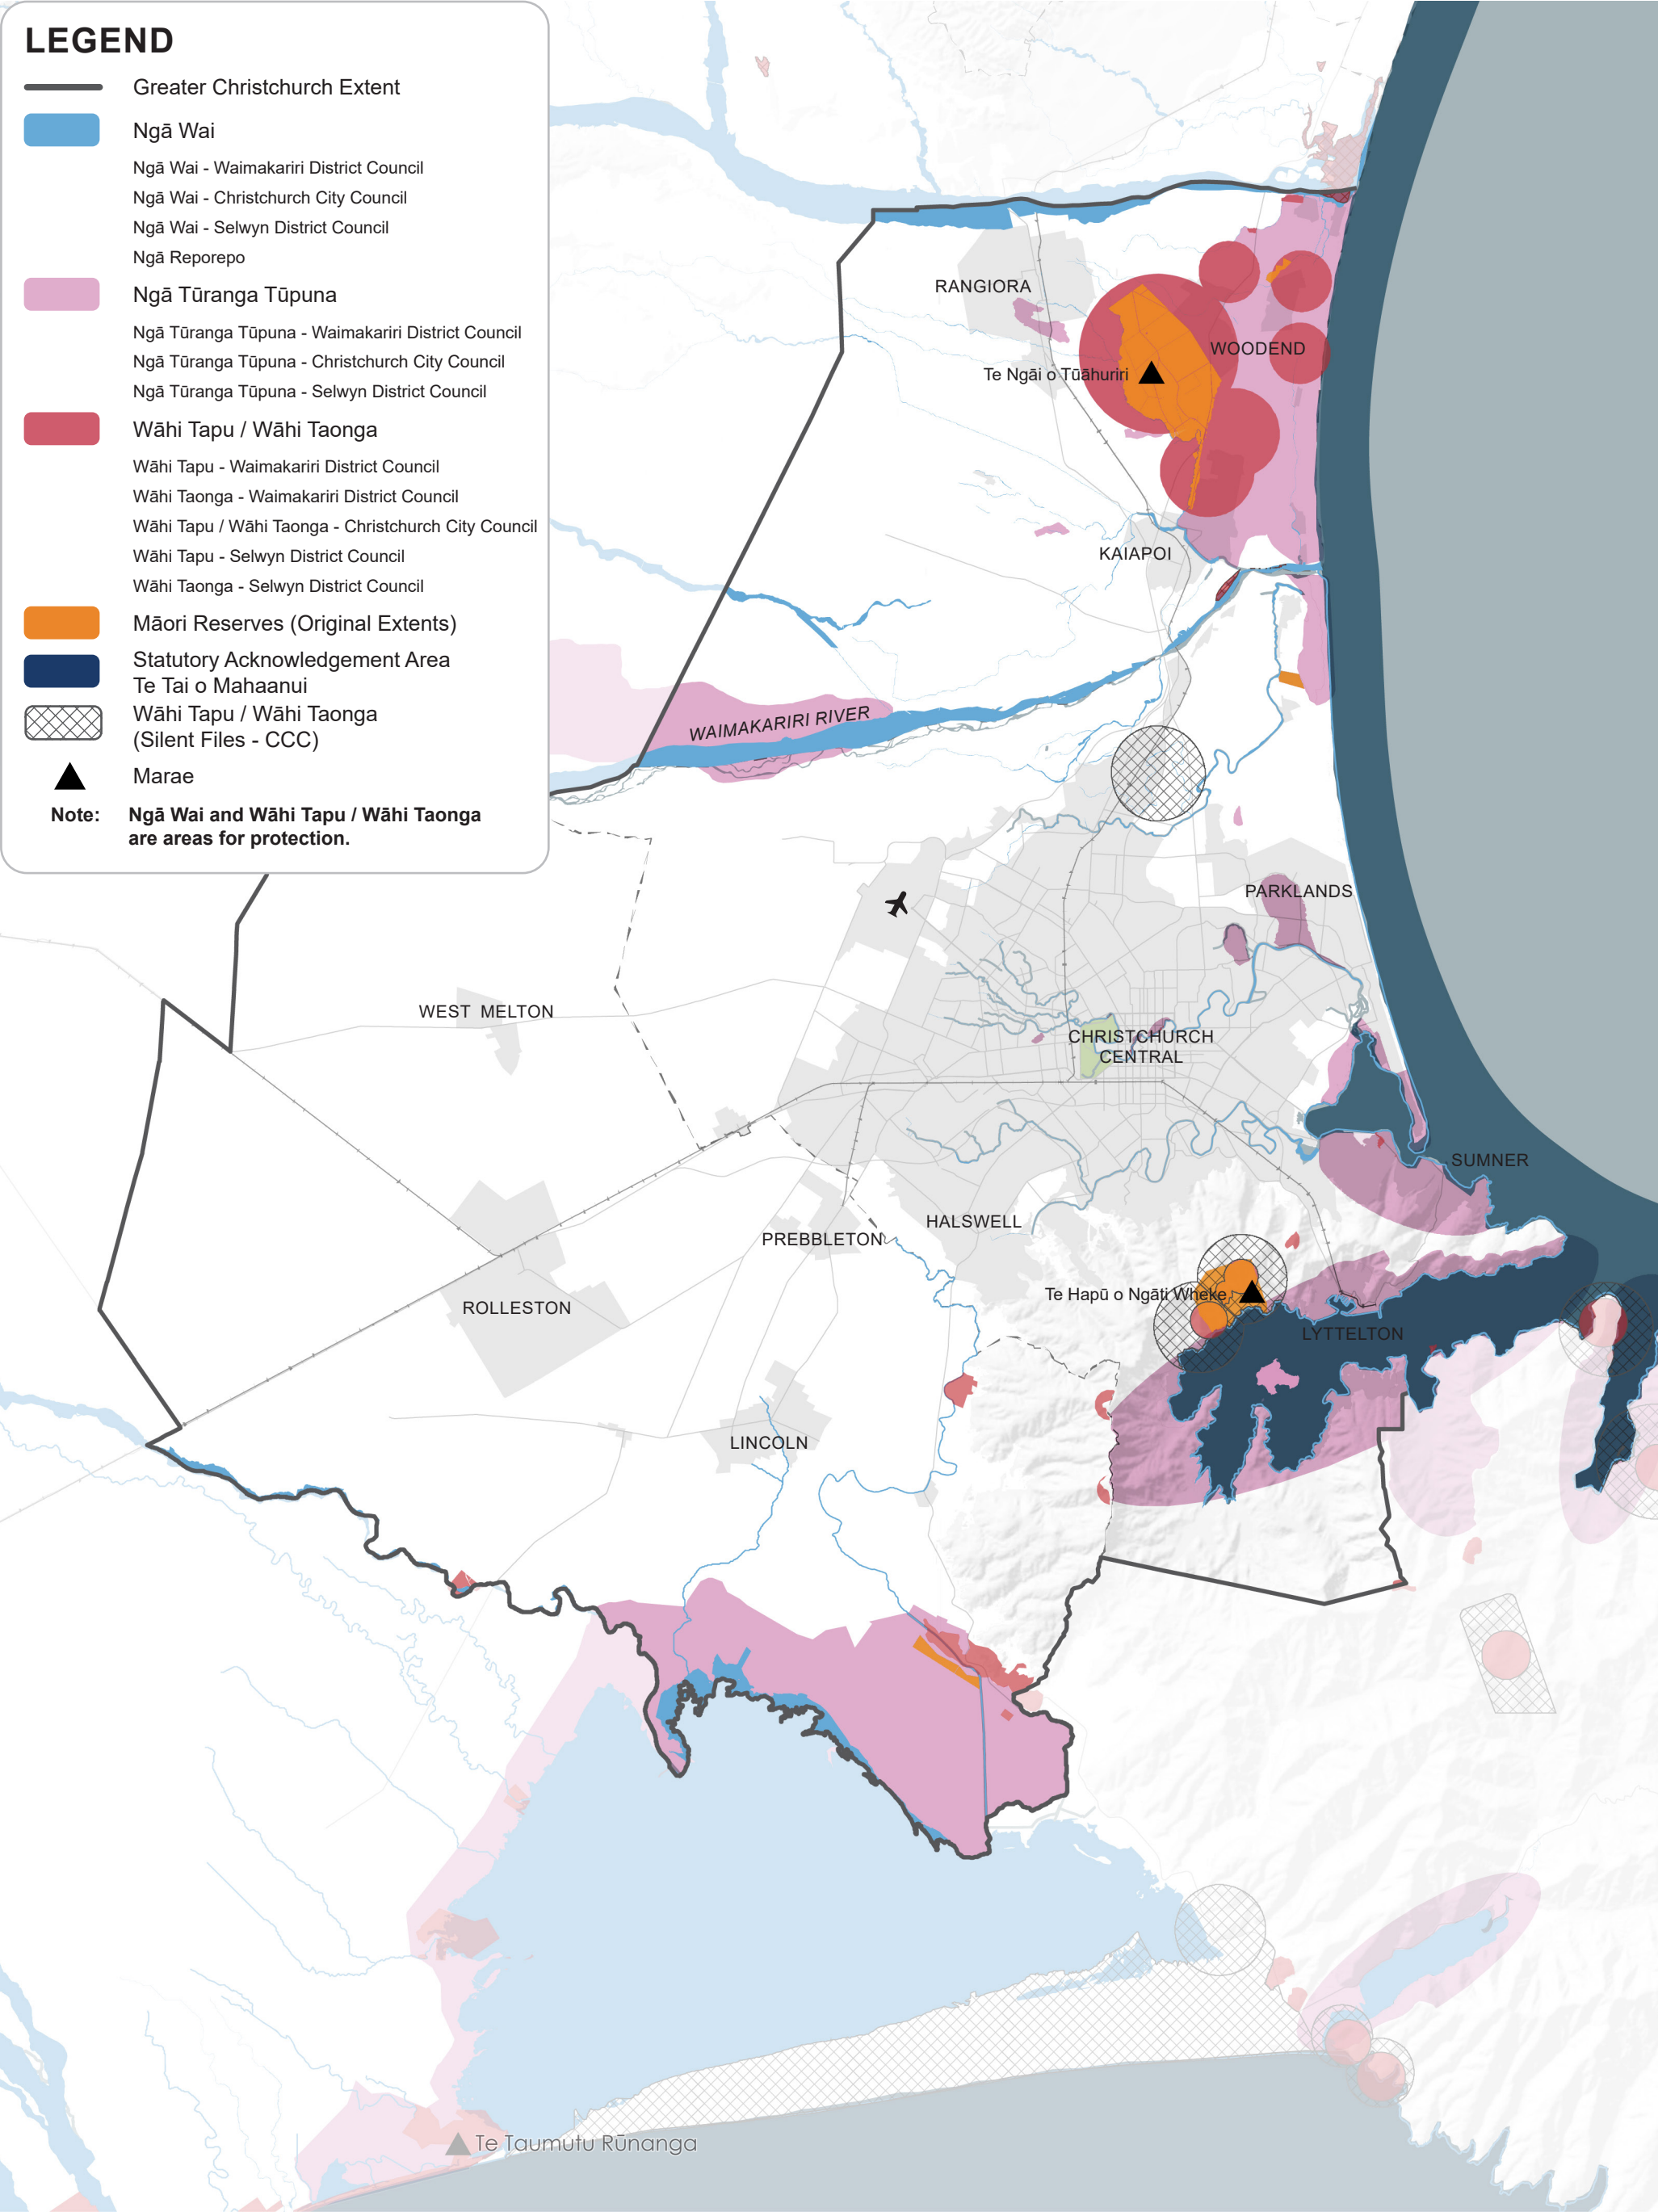 LEGEND
Greater Christchurch Extent
Ngā Wai
Ngā Wai - Waimakariri District Council
Ngā Wai - Christchurch City Council
Ngā Wai - Selwyn District Council
Ngā Reporepo
Ngā Tūranga Tūpuna
Ngā Tūranga Tūpuna - Waimakariri District Council
Ngā Tūranga Tūpuna - Christchurch City Council
Ngā Tūranga Tūpuna - Selwyn District Council
Wāhi Tapu / Wāhi Taonga
Wāhi Tapu - Waimakariri District Council
Wāhi Taonga - Waimakariri District Council
Wāhi Tapu / Wāhi Taonga - Christchurch City Council
Wāhi Tapu - Selwyn District Council
Wāhi Taonga - Selwyn District Council
Māori Reserves (Original Extents)
Statutory Acknowledgement Area
Te Tai o Mahaanui
Wāhi Tapu / Wāhi Taonga
(Silent Files - CCC)
Marae
Note: Ngā Wai and Wāhi Tapu / Wāhi Taonga
are areas for protection.
RANGIORA
WOODEND
Te Ngāi o Tūāhuriri
KAIAPOI
WAIMAKARIRI RIVER
PARKLANDS
WEST MELTON
CHRISTCHURCH
CENTRAL
SUMNER
HALSWELL
PREBBLETON
Te Hapū o Ngāti Wheke
ROLLESTON
LYTTELTON
LINCOLN
Te Taumutu Rūnanga